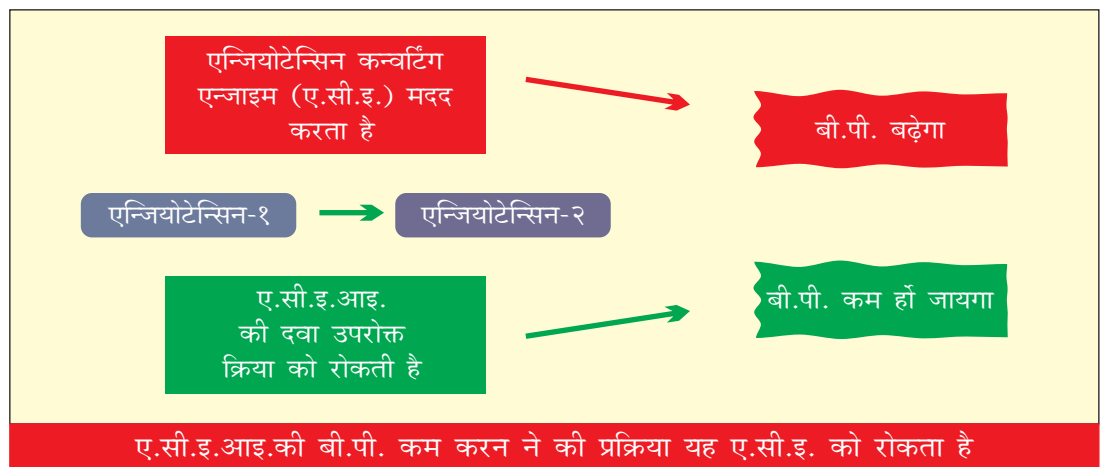 एन्जियोटेन्सिन कन्वर्टिंग
एन्जाइम (ए.सी.इ.) मदद
करता है
बी.पी. बढ़ेगा
एन्जियोटेन्सिन-१
एन्जियोटेन्सिन-२
ए.सी.इ.आइ.
की दवा उपरोक्त
क्रिया को रोकती है
बी.पी. कम र्हो जायगा
ए.सी.इ.आइ.की बी.पी. कम करन ने की प्रक्रिया यह ए.सी.इ. को रोकता है